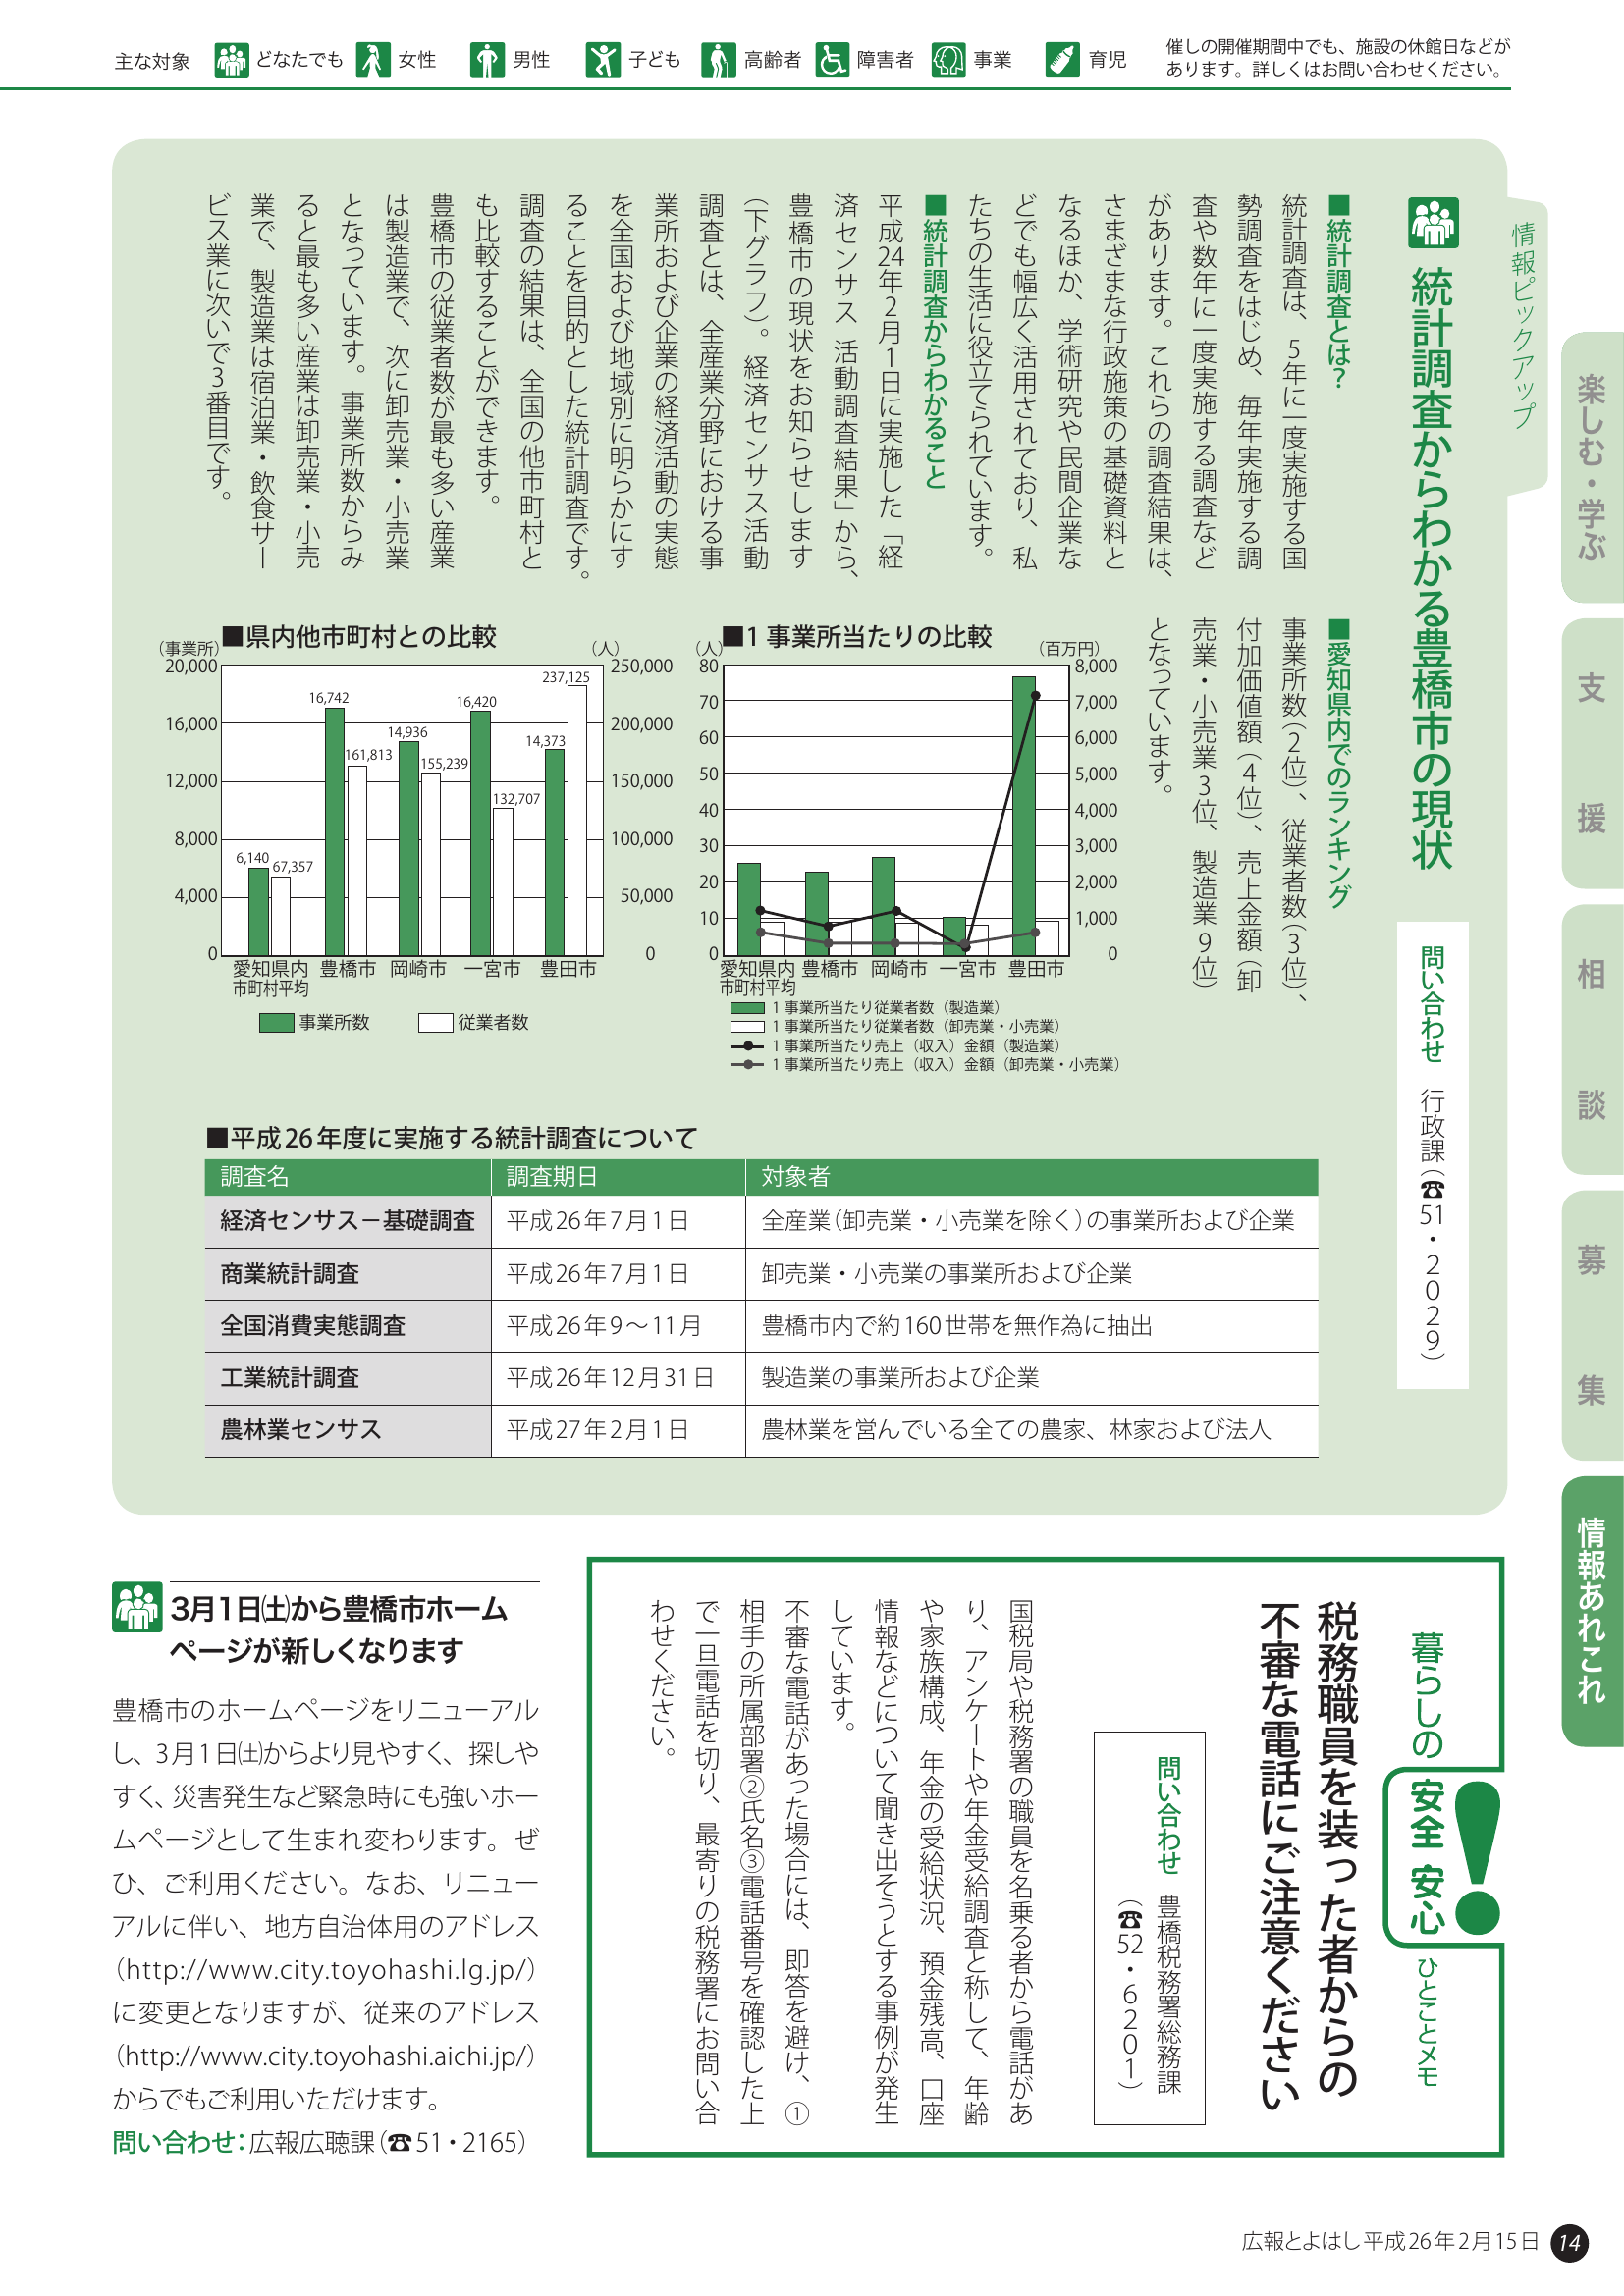 主な対象 どなたでも 女性 男性 子ども 高齢者 障害者 事業 育児
催しの開催期間中でも、施設の休館日などが
あります。詳しくはお問い合わせください。
情報ピックアップ
統計調査からわかる豊橋市の現状
問い合わせ 行政課(☎51・2029)
■統計調査とは?
統計調査は、5年に一度実施する国
勢調査をはじめ、毎年実施する調
査や数年に一度実施する調査など
があります。これらの調査結果は、
さまざまな行政施策の基礎資料と
なるほか、学術研究や民間企業な
どでも幅広く活用されており、私
たちの生活に役立てられています。
■統計調査からわかること
平成24年2月1日に実施した「経
済センサス 活動調査結果」から、
豊橋市の現状をお知らせします
(下グラフ)。経済センサス活動
調査とは、全産業分野における事
業所および企業の経済活動の実態
を全国および地域別に明らかにす
ることを目的とした統計調査です。
調査の結果は、全国の他市町村と
も比較することができます。
豊橋市の従業者数が最も多い産業
は製造業で、次に卸売業・小売業
となっています。事業所数からみ
ると最も多い産業は卸売業・小売
業で、製造業は宿泊業・飲食サー
ビス業に次いで3番目です。
■愛知県内でのランキング
事業所数(2位)、従業者数(3位)、
付加価値額(4位)、売上金額(卸
売業・小売業3位、製造業9位)
となっています。
■県内他市町村との比較
(事業所)
(人)
20,000
16,000
12,000
8,000
4,000
0
250,000
200,000
150,000
100,000
50,000
0
6,140
67,357
16,742
161,813
14,936
155,239
16,420
132,707
14,373
237,125
愛知県内
市町村平均
豊橋市 岡崎市 一宮市 豊田市
事業所数 従業者数
■1事業所当たりの比較
(人)
(百万円)
80
70
60
50
40
30
20
10
0
8,000
7,000
6,000
5,000
4,000
3,000
2,000
1,000
0
愛知県内
市町村平均
豊橋市 岡崎市 一宮市 豊田市
1事業所当たり従業者数(製造業)
1事業所当たり従業者数(卸売業・小売業)
1事業所当たり売上(収入)金額(製造業)
1事業所当たり売上(収入)金額(卸売業・小売業)
■平成26年度に実施する統計調査について
調査名 調査期日 対象者
経済センサス－基礎調査 平成26年7月1日 全産業(卸売業・小売業を除く)の事業所および企業
商業統計調査 平成26年7月1日 卸売業・小売業の事業所および企業
全国消費実態調査 平成26年9～11月 豊橋市内で約160世帯を無作為に抽出
工業統計調査 平成26年12月31日 製造業の事業所および企業
農林業センサス 平成27年2月1日 農林業を営んでいる全ての農家、林家および法人
楽しむ・学ぶ
支援
相談
募集
情報あれこれ
暮らしの 安全 安心 ひとことメモ
税務職員を装った者からの
不審な電話にご注意ください
問い合わせ 豊橋税務署総務課
(☎52・6201)
国税局や税務署の職員を名乗る者から電話があ
り、アンケートや年金受給調査と称して、年齢
や家族構成、年金の受給状況、預金残高、口座
情報などについて聞き出そうとする事例が発生
しています。
不審な電話があった場合には、即答を避け、①
相手の所属部署②氏名③電話番号を確認した上
で一旦電話を切り、最寄りの税務署にお問い合
わせください。
3月1日㈯から豊橋市ホーム
ページが新しくなります
豊橋市のホームページをリニューアル
し、3月1日㈯からより見やすく、探しや
すく、災害発生など緊急時にも強いホー
ムページとして生まれ変わります。ぜ
ひ、ご利用ください。なお、リニュー
アルに伴い、地方自治体用のアドレス
(http://www.city.toyohashi.lg.jp/)
に変更となりますが、従来のアドレス
(http://www.city.toyohashi.aichi.jp/)
からでもご利用いただけます。
問い合わせ:広報広聴課(☎51・2165)
広報とよはし平成26年2月15日 14